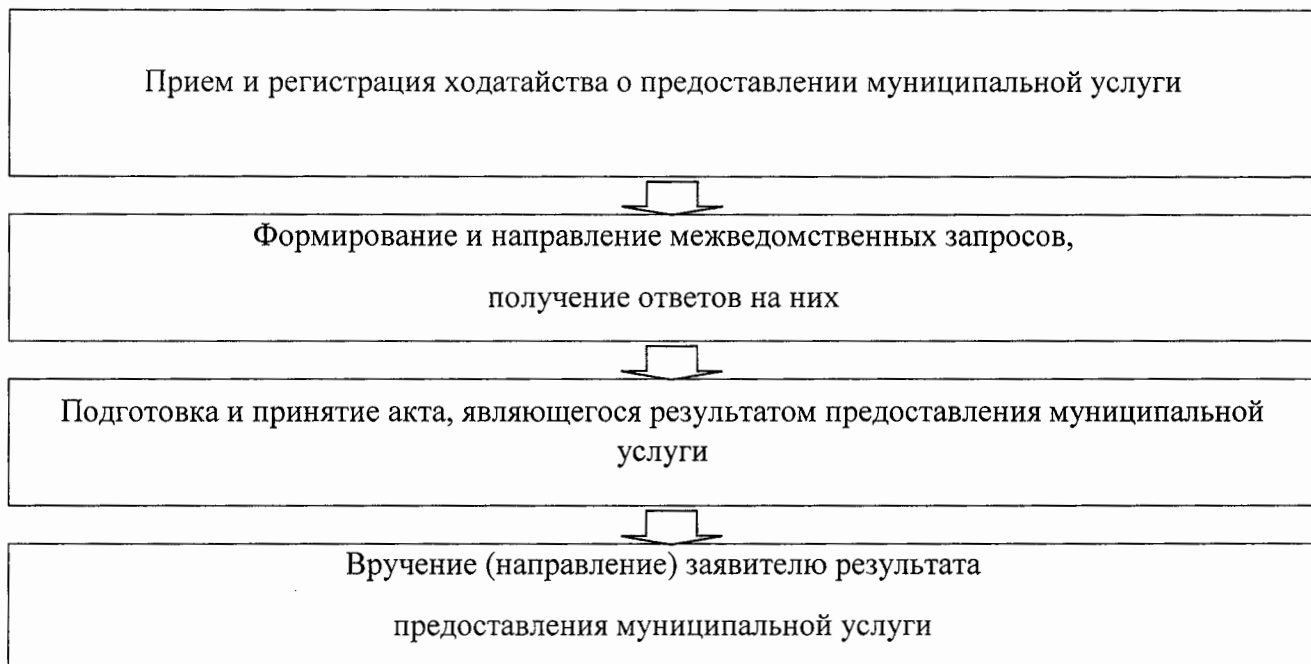 Прием и регистрация ходатайства о предоставлении муниципальной услуги
Формирование и направление межведомственных запросов,
получение ответов на них
Подготовка и принятие акта, являющегося результатом предоставления муниципальной
услуги
Вручение (направление) заявителю результата
предоставления муниципальной услуги